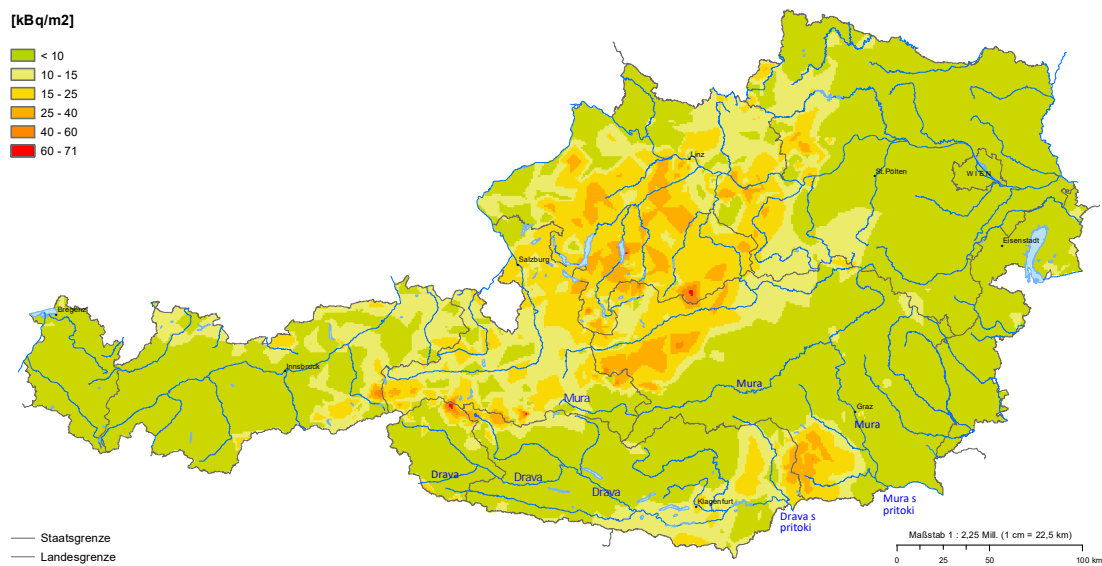 [kBq/m2]
< 10
10 - 15
15 - 25
25 - 40
40 - 60
60 - 71
Linz
St.Pölten
W I E N
Eisenstadt
Salzburg
Bregenz
Innsbruck
Mura
Mura
Graz
Mura
Drava
Drava
Drava
Klagenfurt
Mura s
pritoki
Drava s
pritoki
Staatsgrenze
Landesgrenze
Maßstab 1 : 2,25 Mill. (1 cm = 22,5 km)
0 25 50 100 km